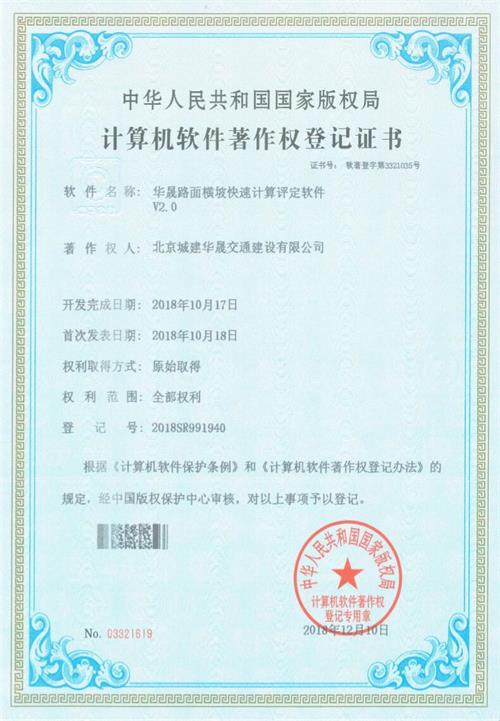 中华人民共和国国家版权局
计算机软件著作权登记证书
证书号: 软著登字第3321035号
软件名称: 华晟路面横坡快速计算评定软件
V2.0
著作权人: 北京城建华晟交通建设有限公司
开发完成日期: 2018年10月17日
首次发表日期: 2018年10月18日
权利取得方式: 原始取得
权利范围: 全部权利
登记号: 2018SR991940
根据《计算机软件保护条例》和《计算机软件著作权登记办法》的
规定，经中国版权保护中心审核，对以上事项予以登记。
中华人民共和国国家版权局
计算机软件著作权
登记专用章
No. 03321619
2018年12月10日